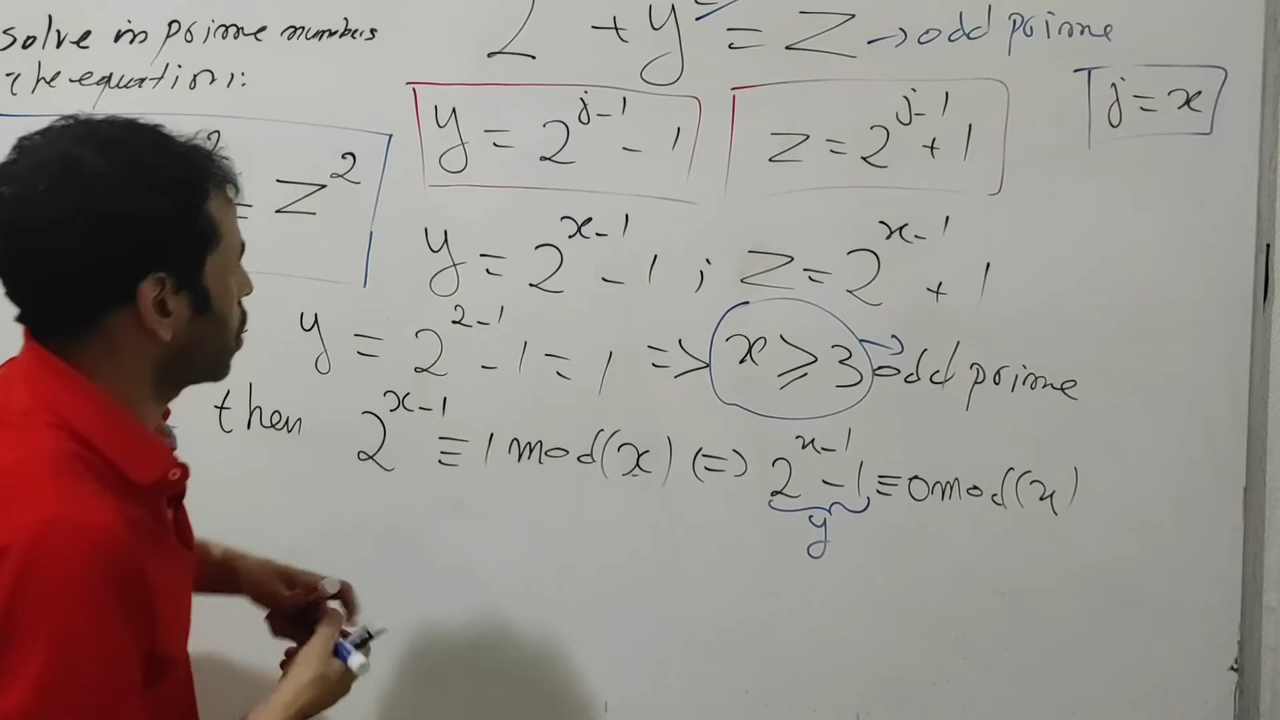 solve in prime numbers
the equation:
2 + y = z → odd prime
² = z²
y = 2^{j-1} - 1
z = 2^{j-1} + 1
j = x
y = 2^{x-1} - 1 ; z = 2^{x-1} + 1
y = 2^{2-1} - 1 = 1 => x ≥ 3 → odd prime
then 2^{x-1} ≡ 1 mod(x) (=) 2^{x-1} - 1 ≡ 0 mod(x)
y